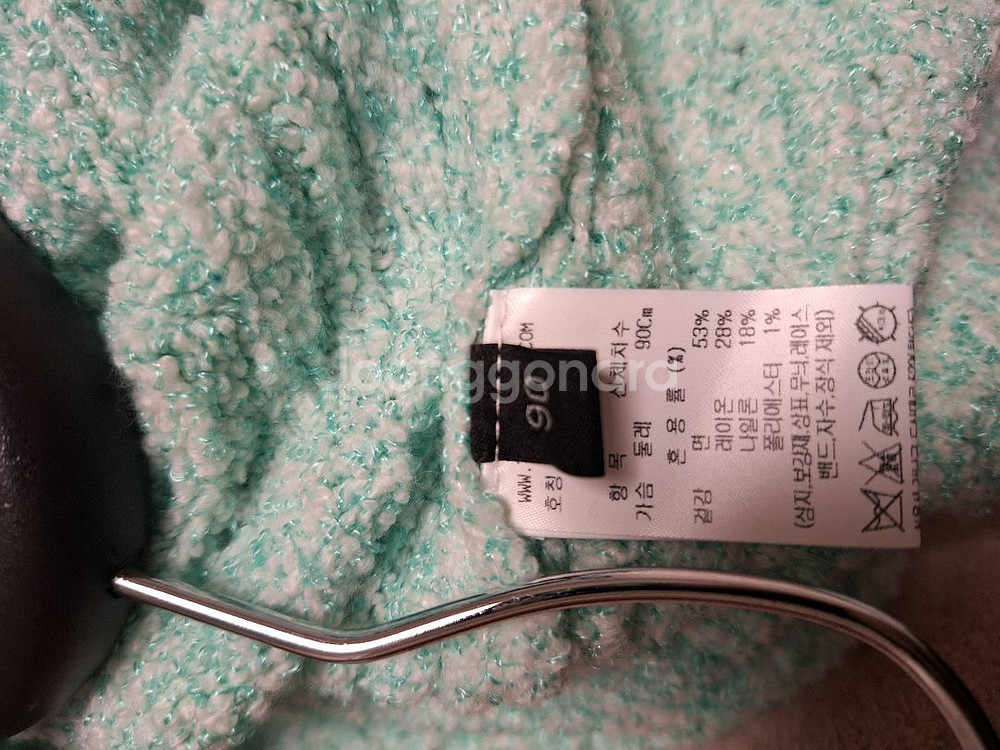 WWW. COM
호칭
90
항 목 신체치수
가슴 둘레 90Cm
혼 용 률 (%)
겉감 면 53%
레이온 28%
나일론 18%
폴리에스터 1%
(심지,보강재,상표,무늬,레이스
밴드,자수,장식 제외)
Joonggonara